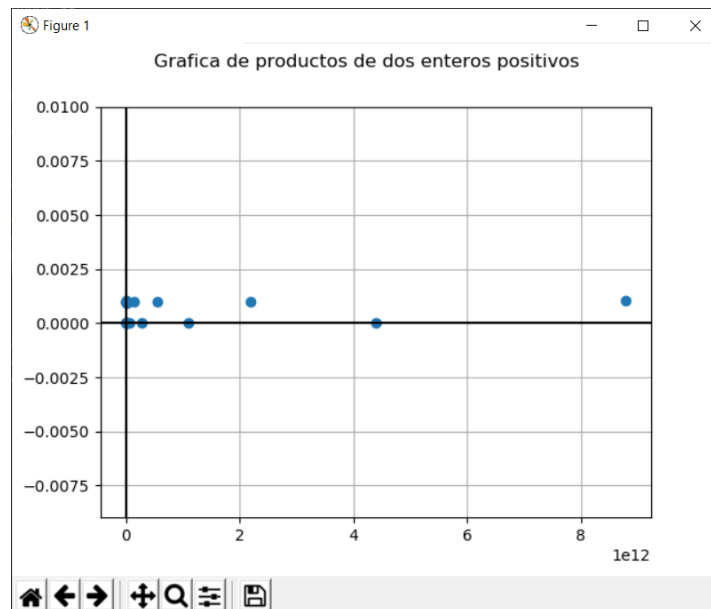 Figure 1
Grafica de productos de dos enteros positivos
0.0100
0.0075
0.0050
0.0025
0.0000
−0.0025
−0.0050
−0.0075
0 2 4 6 8
1e12